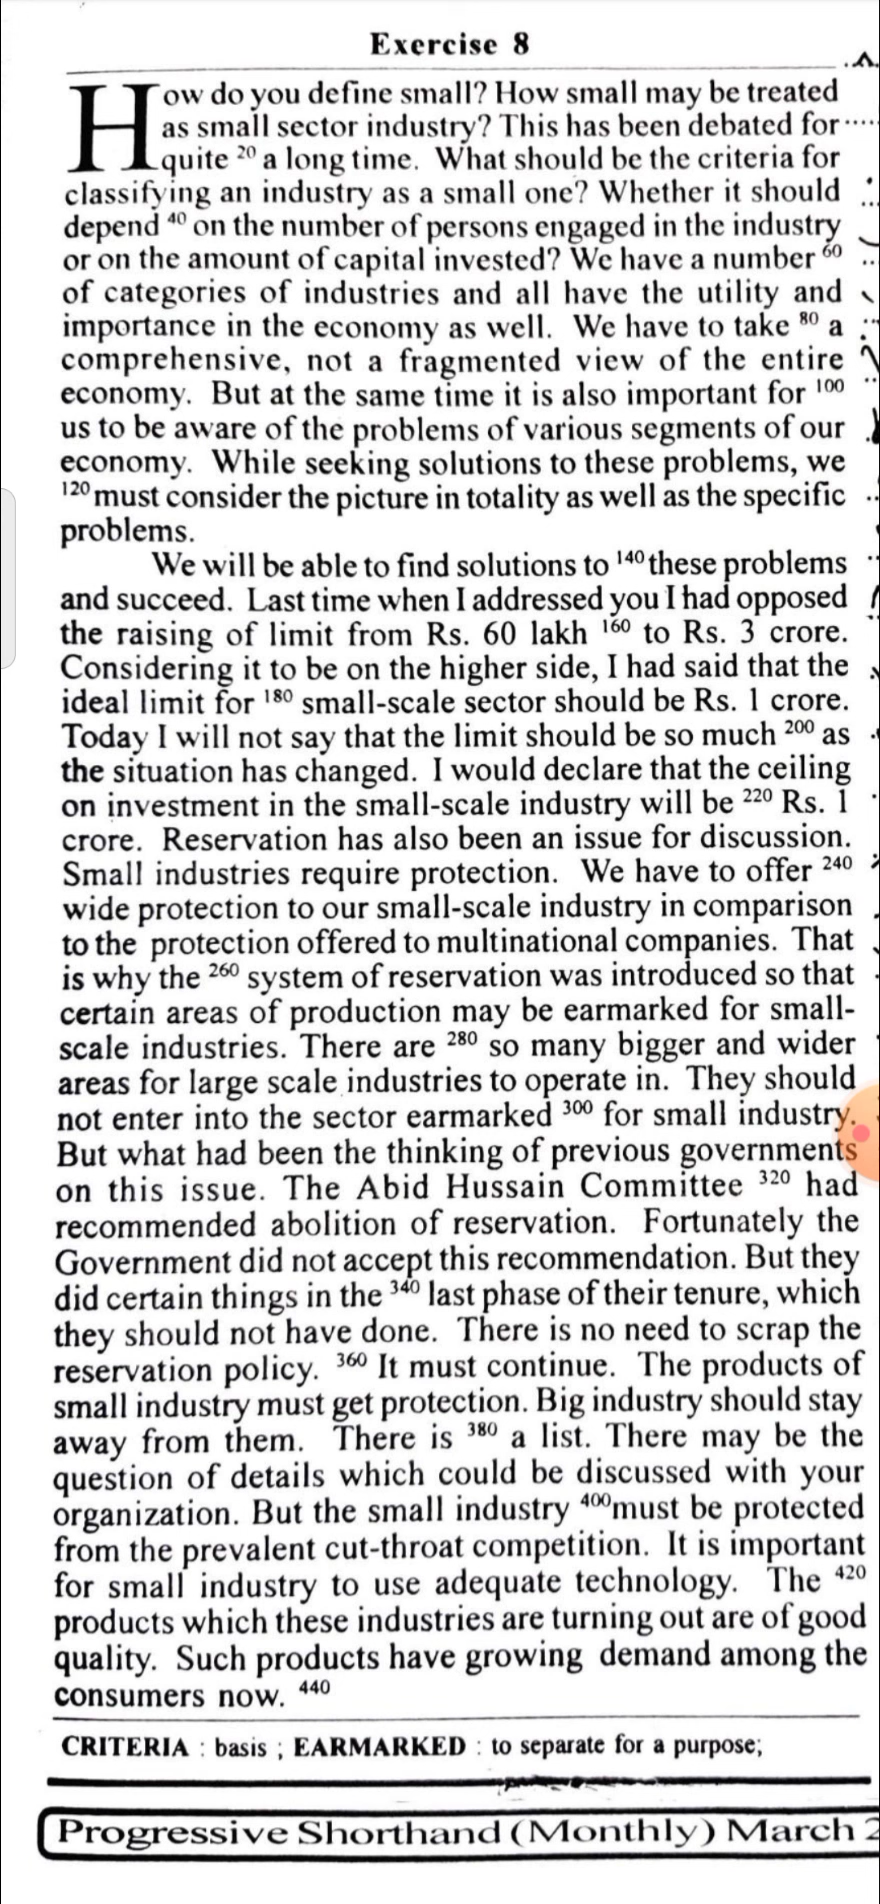 Exercise 8
How do you define small? How small may be treated
as small sector industry? This has been debated for
quite 20 a long time. What should be the criteria for
classifying an industry as a small one? Whether it should
depend 40 on the number of persons engaged in the industry
or on the amount of capital invested? We have a number 60
of categories of industries and all have the utility and
importance in the economy as well. We have to take 80 a
comprehensive, not a fragmented view of the entire
economy. But at the same time it is also important for 100
us to be aware of the problems of various segments of our
economy. While seeking solutions to these problems, we
120 must consider the picture in totality as well as the specific
problems.
We will be able to find solutions to 140 these problems
and succeed. Last time when I addressed you I had opposed
the raising of limit from Rs. 60 lakh 160 to Rs. 3 crore.
Considering it to be on the higher side, I had said that the
ideal limit for 180 small-scale sector should be Rs. 1 crore.
Today I will not say that the limit should be so much 200 as
the situation has changed. I would declare that the ceiling
on investment in the small-scale industry will be 220 Rs. 1
crore. Reservation has also been an issue for discussion.
Small industries require protection. We have to offer 240
wide protection to our small-scale industry in comparison
to the protection offered to multinational companies. That
is why the 260 system of reservation was introduced so that
certain areas of production may be earmarked for small-
scale industries. There are 280 so many bigger and wider
areas for large scale industries to operate in. They should
not enter into the sector earmarked 300 for small industry.
But what had been the thinking of previous governments
on this issue. The Abid Hussain Committee 320 had
recommended abolition of reservation. Fortunately the
Government did not accept this recommendation. But they
did certain things in the 340 last phase of their tenure, which
they should not have done. There is no need to scrap the
reservation policy. 360 It must continue. The products of
small industry must get protection. Big industry should stay
away from them. There is 380 a list. There may be the
question of details which could be discussed with your
organization. But the small industry 400 must be protected
from the prevalent cut-throat competition. It is important
for small industry to use adequate technology. The 420
products which these industries are turning out are of good
quality. Such products have growing demand among the
consumers now. 440
CRITERIA : basis ; EARMARKED : to separate for a purpose;
Progressive Shorthand (Monthly) March